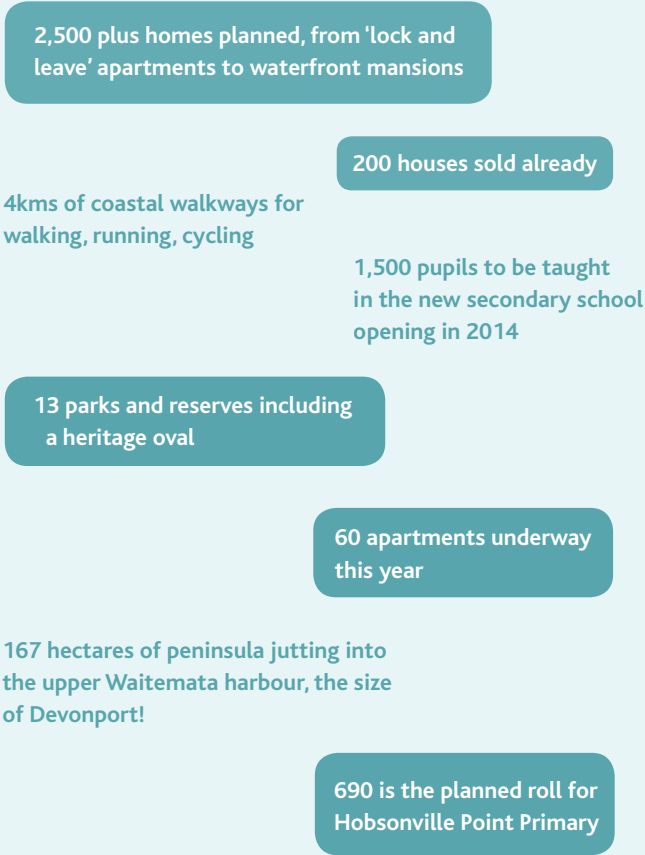 2,500 plus homes planned, from ‘lock and
leave’ apartments to waterfront mansions
200 houses sold already
4kms of coastal walkways for
walking, running, cycling
1,500 pupils to be taught
in the new secondary school
opening in 2014
13 parks and reserves including
a heritage oval
60 apartments underway
this year
167 hectares of peninsula jutting into
the upper Waitemata harbour, the size
of Devonport!
690 is the planned roll for
Hobsonville Point Primary